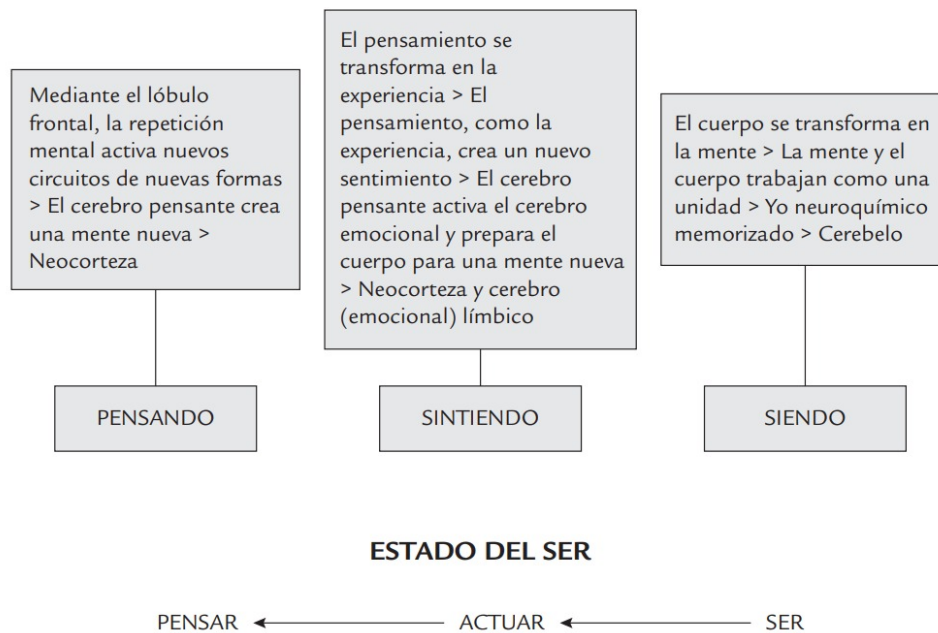 Mediante el lóbulo
frontal, la repetición
mental activa nuevos
circuitos de nuevas formas
> El cerebro pensante crea
una mente nueva >
Neocorteza
El pensamiento se
transforma en la
experiencia > El
pensamiento, como la
experiencia, crea un nuevo
sentimiento > El cerebro
pensante activa el cerebro
emocional y prepara el
cuerpo para una mente nueva
> Neocorteza y cerebro
(emocional) límbico
El cuerpo se transforma en
la mente > La mente y el
cuerpo trabajan como una
unidad > Yo neuroquímico
memorizado > Cerebelo
PENSANDO
SINTIENDO
SIENDO
ESTADO DEL SER
PENSAR
ACTUAR
SER